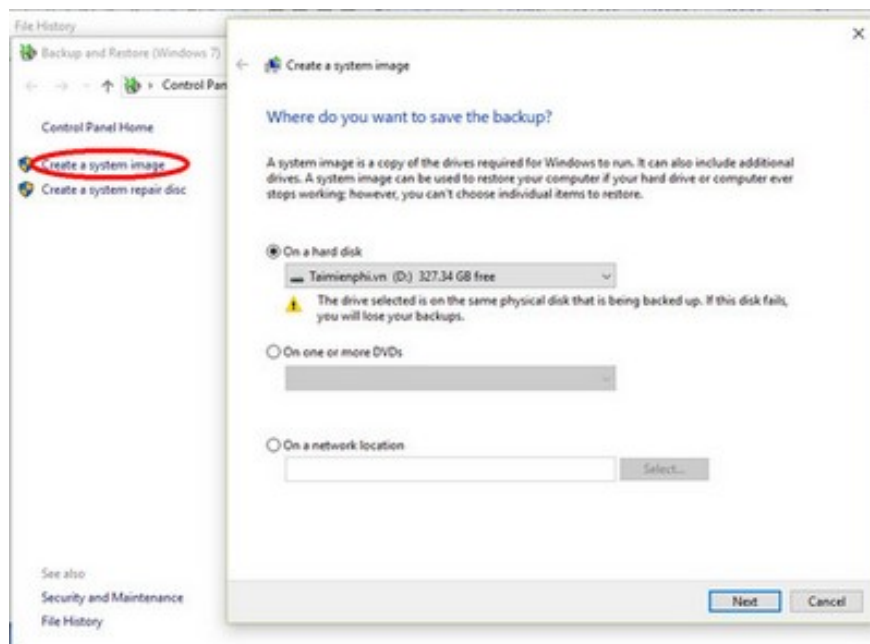 File History
Backup and Restore (Windows 7)
Control Pan
Control Panel Home
Create a system image
Create a system repair disc
See also
Security and Maintenance
File History
Create a system image
Where do you want to save the backup?
A system image is a copy of the drives required for Windows to run. It can also include additional
drives. A system image can be used to restore your computer if your hard drive or computer ever
stops working; however, you can't choose individual items to restore.
On a hard disk
Taimienphi.vn (D:) 327.34 GB free
The drive selected is on the same physical disk that is being backed up. If this disk fails,
you will lose your backups.
On one or more DVDs
On a network location
Select...
Next
Cancel